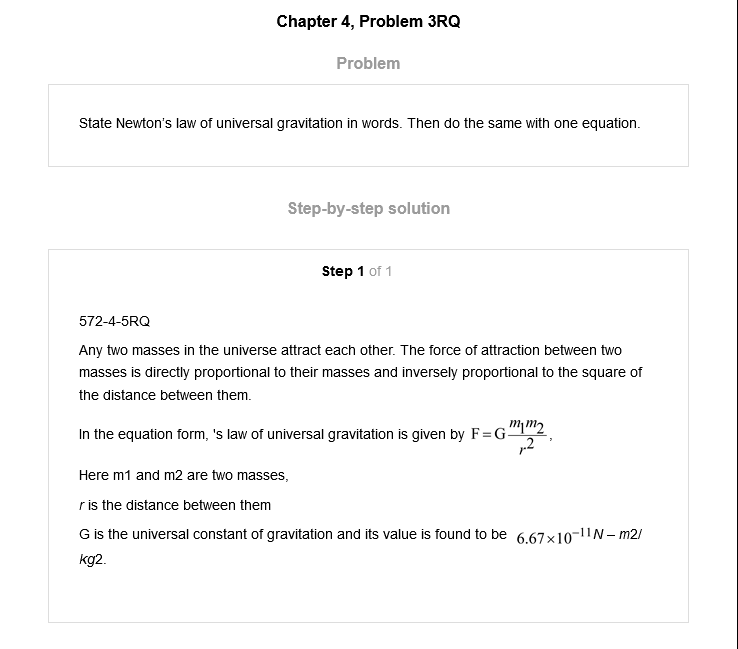 Chapter 4, Problem 3RQ
Problem
State Newton's law of universal gravitation in words. Then do the same with one equation.
Step-by-step solution
Step 1 of 1
572-4-5RQ
Any two masses in the universe attract each other. The force of attraction between two
masses is directly proportional to their masses and inversely proportional to the square of
the distance between them.
In the equation form, 's law of universal gravitation is given by F=G m₁m₂/r²,
Here m1 and m2 are two masses,
r is the distance between them
G is the universal constant of gravitation and its value is found to be 6.67×10⁻¹¹N – m2/
kg2.